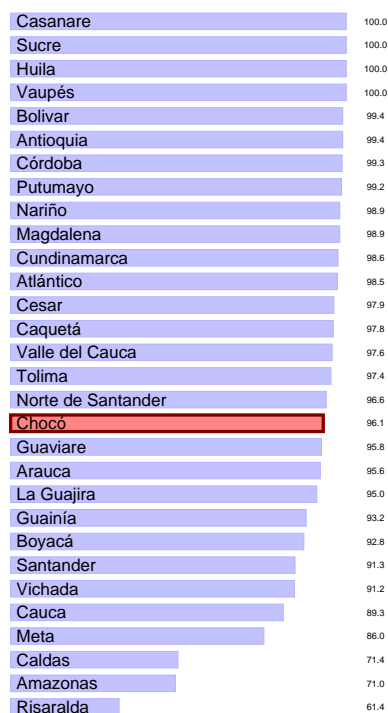 Casanare 100.0
Sucre 100.0
Huila 100.0
Vaupés 100.0
Bolivar 99.4
Antioquia 99.4
Córdoba 99.3
Putumayo 99.2
Nariño 98.9
Magdalena 98.9
Cundinamarca 98.6
Atlántico 98.5
Cesar 97.9
Caquetá 97.8
Valle del Cauca 97.6
Tolima 97.4
Norte de Santander 96.6
Chocó 96.1
Guaviare 95.8
Arauca 95.6
La Guajira 95.0
Guainía 93.2
Boyacá 92.8
Santander 91.3
Vichada 91.2
Cauca 89.3
Meta 86.0
Caldas 71.4
Amazonas 71.0
Risaralda 61.4